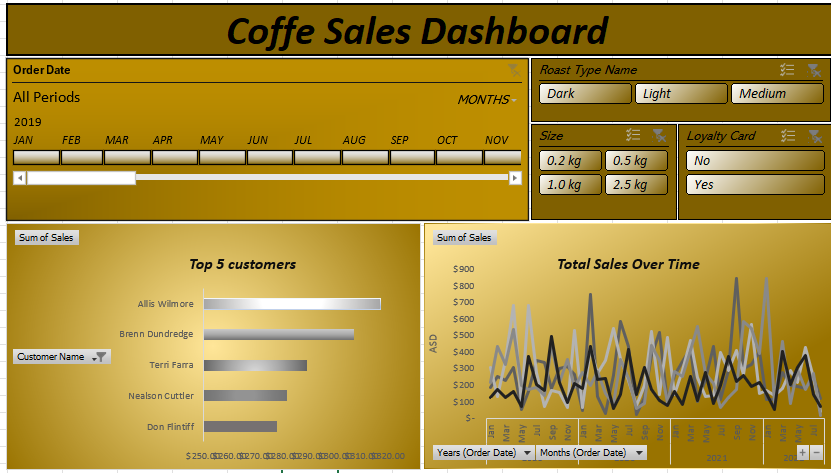 Coffe Sales Dashboard
Order Date
All Periods
MONTHS
2019
JAN FEB MAR APR MAY JUN JUL AUG SEP OCT NOV
Roast Type Name
Dark Light Medium
Size
0.2 kg 0.5 kg
1.0 kg 2.5 kg
Loyalty Card
No
Yes
Sum of Sales
Top 5 customers
Allis Wilmore
Brenn Dundredge
Terri Farra
Nealson Cuttler
Don Flintiff
Customer Name
$250.00 $260.00 $270.00 $280.00 $290.00 $300.00 $310.00 $320.00
Sum of Sales
Total Sales Over Time
ASD
$900
$800
$700
$600
$500
$400
$300
$200
$100
$-
Jan Mar May Jul Sep Nov Jan Mar May Jul Sep Nov Jan Mar May Jul Sep Nov Jan Mar May Jul
2021
Years (Order Date) Months (Order Date)
+ -